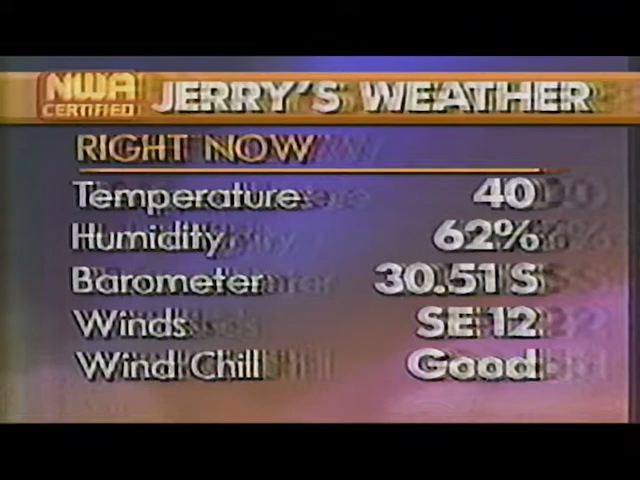 NWA
CERTIFIED
JERRY'S WEATHER
RIGHT NOW
Temperature 40
Humidity 62%
Barometer 30.51 S
Winds SE 12
Wind Chill Good